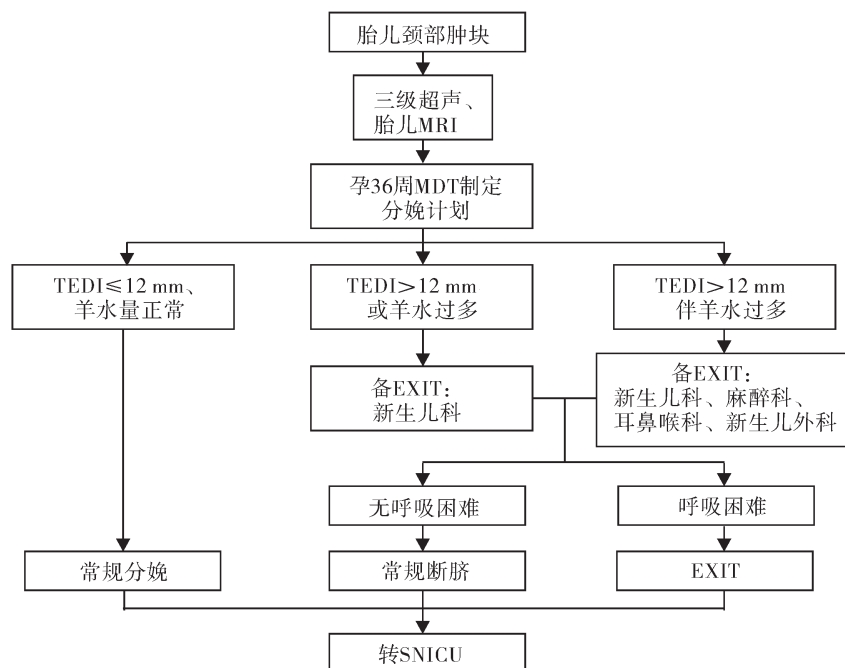 胎儿颈部肿块
三级超声、
胎儿MRI
孕36周MDT制定
分娩计划
TEDI≤12 mm、
羊水量正常
TEDI>12 mm
或羊水过多
TEDI>12 mm
伴羊水过多
备EXIT:
新生儿科
备EXIT:
新生儿科、麻醉科、
耳鼻喉科、新生儿外科
无呼吸困难
呼吸困难
常规分娩
常规断脐
EXIT
转SNICU